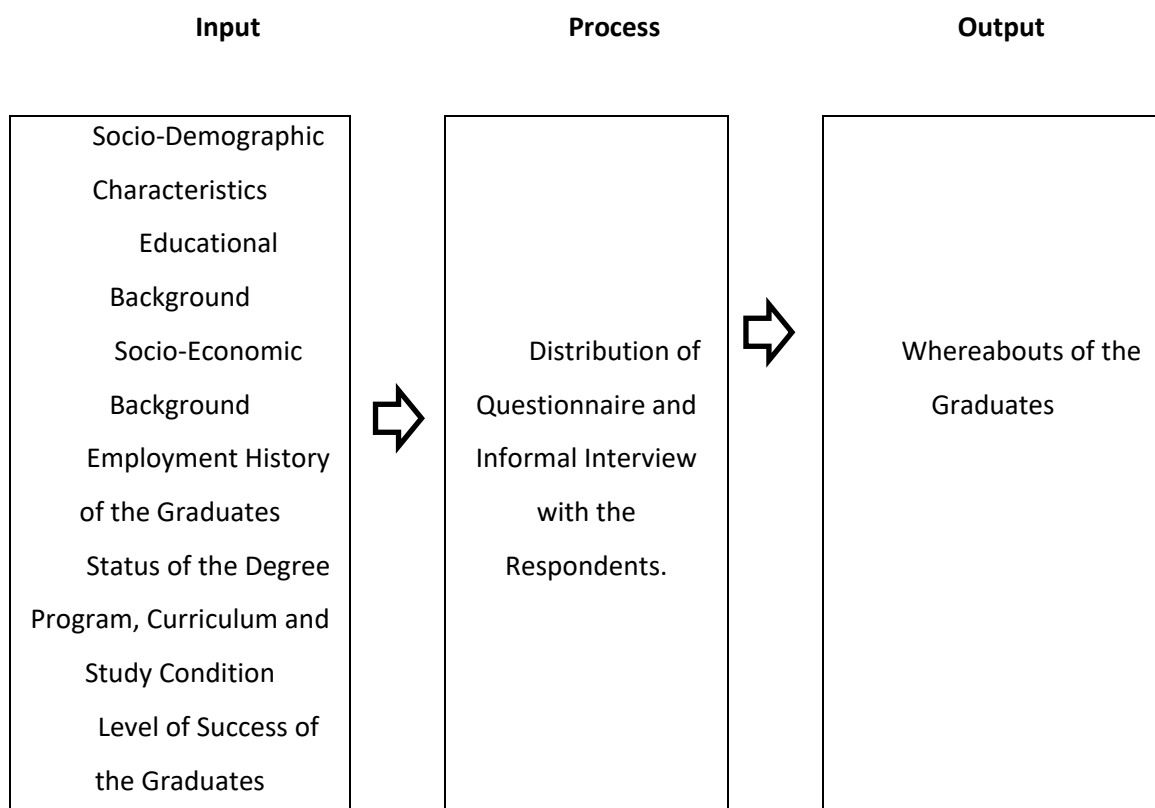 Input
Process
Output
Socio-Demographic
Characteristics
Educational
Background
Socio-Economic
Background
Employment History
of the Graduates
Status of the Degree
Program, Curriculum and
Study Condition
Level of Success of
the Graduates
Distribution of
Questionnaire and
Informal Interview
with the
Respondents.
Whereabouts of the
Graduates